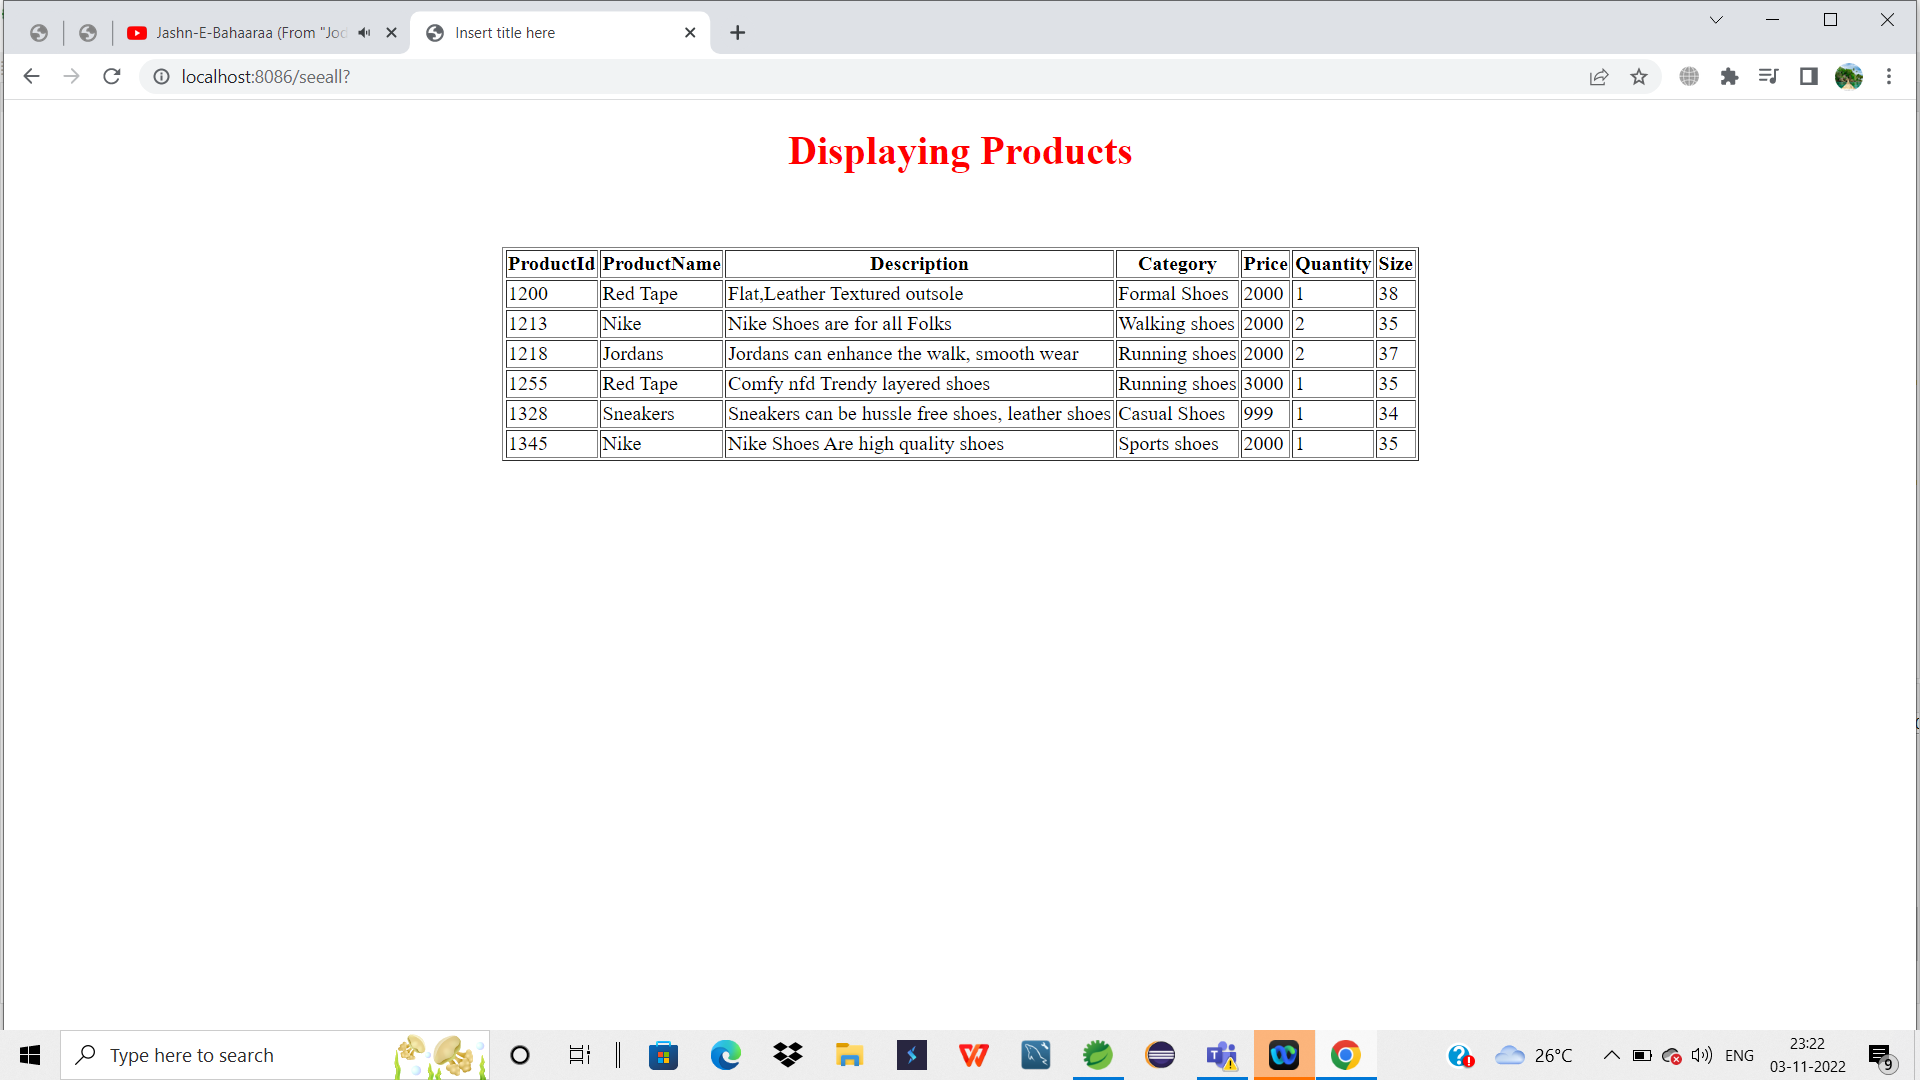 Jashn-E-Bahaaraa (From "Jod
Insert title here
localhost:8086/seeall?
Displaying Products
ProductId ProductName Description Category Price Quantity Size
1200 Red Tape Flat,Leather Textured outsole Formal Shoes 2000 1 38
1213 Nike Nike Shoes are for all Folks Walking shoes 2000 2 35
1218 Jordans Jordans can enhance the walk, smooth wear Running shoes 2000 2 37
1255 Red Tape Comfy nfd Trendy layered shoes Running shoes 3000 1 35
1328 Sneakers Sneakers can be hussle free shoes, leather shoes Casual Shoes 999 1 34
1345 Nike Nike Shoes Are high quality shoes Sports shoes 2000 1 35
Type here to search
26°C
ENG
23:22
03-11-2022
9